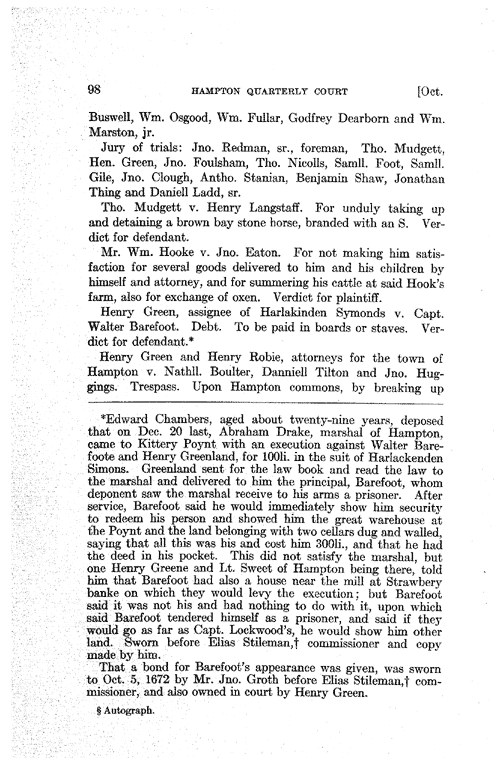 98 HAMPTON QUARTERLY COURT [Oct.
Buswell, Wm. Osgood, Wm. Fullar, Godfrey Dearborn and Wm.
Marston, jr.
Jury of trials: Jno. Redman, sr., foreman, Tho. Mudgett,
Hen. Green, Jno. Foulsham, Tho. Nicolls, Samll. Foot, Samll.
Gile, Jno. Clough, Antho. Stanian, Benjamin Shaw, Jonathan
Thing and Daniell Ladd, sr.
Tho. Mudgett v. Henry Langstaff. For unduly taking up
and detaining a brown bay stone horse, branded with an S. Ver-
dict for defendant.
Mr. Wm. Hooke v. Jno. Eaton. For not making him satis-
faction for several goods delivered to him and his children by
himself and attorney, and for summering his cattle at said Hook's
farm, also for exchange of oxen. Verdict for plaintiff.
Henry Green, assignee of Harlakinden Symonds v. Capt.
Walter Barefoot. Debt. To be paid in boards or staves. Ver-
dict for defendant.*
Henry Green and Henry Robie, attorneys for the town of
Hampton v. Nathll. Boulter, Danniell Tilton and Jno. Hug-
gings. Trespass. Upon Hampton commons, by breaking up
*Edward Chambers, aged about twenty-nine years, deposed
that on Dec. 20 last, Abraham Drake, marshal of Hampton,
came to Kittery Poynt with an execution against Walter Bare-
foote and Henry Greenland, for 100li. in the suit of Harlackenden
Simons. Greenland sent for the law book and read the law to
the marshal and delivered to him the principal, Barefoot, whom
deponent saw the marshal receive to his arms a prisoner. After
service, Barefoot said he would immediately show him security
to redeem his person and showed him the great warehouse at
the Poynt and the land belonging with two cellars dug and walled,
saying that all this was his and cost him 300li., and that he had
the deed in his pocket. This did not satisfy the marshal, but
one Henry Greene and Lt. Sweet of Hampton being there, told
him that Barefoot had also a house near the mill at Strawbery
banke on which they would levy the execution; but Barefoot
said it was not his and had nothing to do with it, upon which
said Barefoot tendered himself as a prisoner, and said if they
would go as far as Capt. Lockwood's, he would show him other
land. Sworn before Elias Stileman,† commissioner and copy
made by him.
That a bond for Barefoot's appearance was given, was sworn
to Oct. 5, 1672 by Mr. Jno. Groth before Elias Stileman,† com-
missioner, and also owned in court by Henry Green.
§ Autograph.